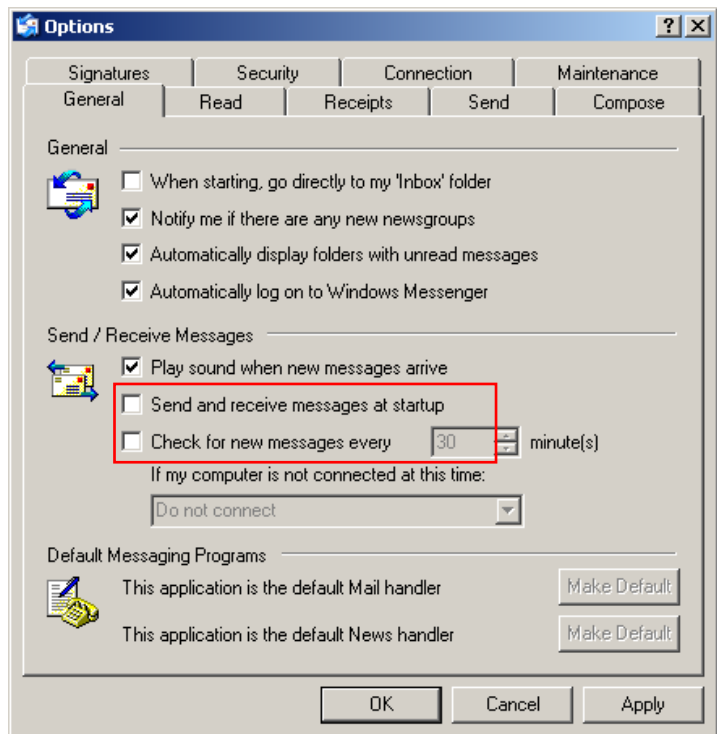 Options
Signatures Security Connection Maintenance
General Read Receipts Send Compose
General
When starting, go directly to my 'Inbox' folder
Notify me if there are any new newsgroups
Automatically display folders with unread messages
Automatically log on to Windows Messenger
Send / Receive Messages
Play sound when new messages arrive
Send and receive messages at startup
Check for new messages every 30 minute(s)
If my computer is not connected at this time:
Do not connect
Default Messaging Programs
This application is the default Mail handler Make Default
This application is the default News handler Make Default
OK Cancel Apply